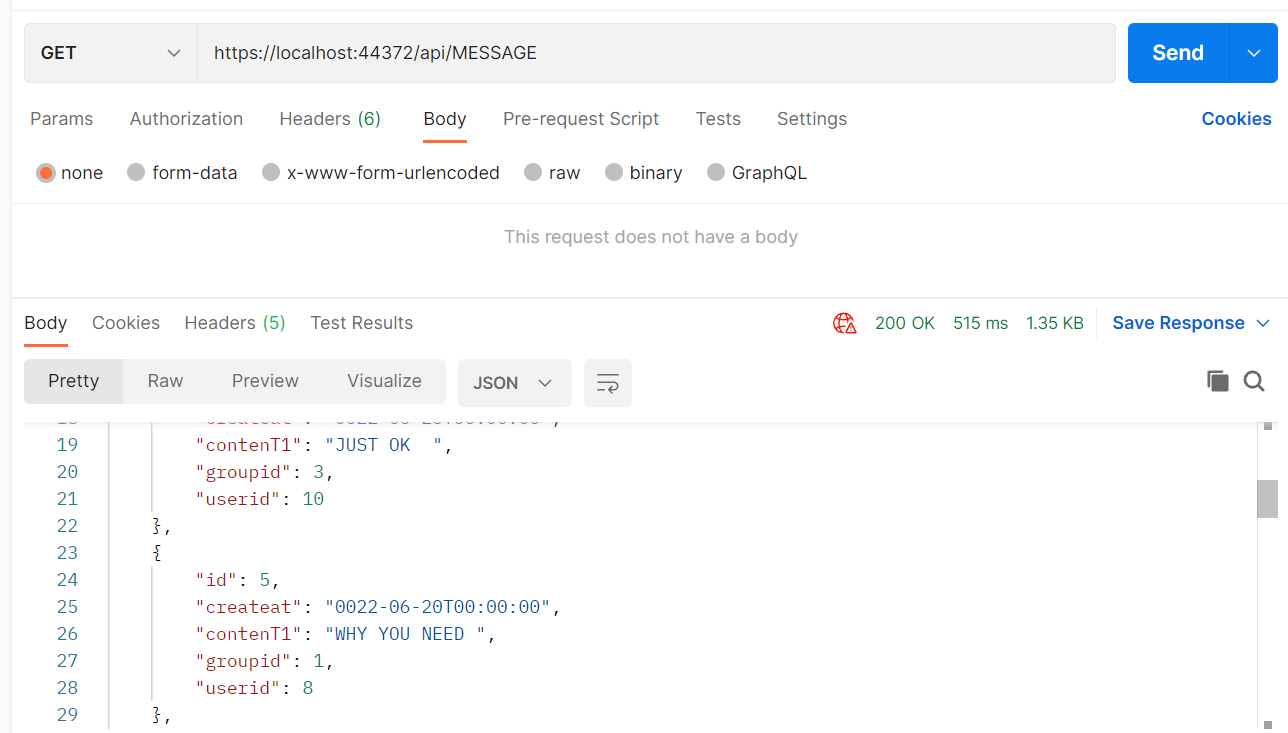 GET https://localhost:44372/api/MESSAGE Send
Params Authorization Headers (6) Body Pre-request Script Tests Settings Cookies
none form-data x-www-form-urlencoded raw binary GraphQL
This request does not have a body
Body Cookies Headers (5) Test Results 200 OK 515 ms 1.35 KB Save Response
Pretty Raw Preview Visualize JSON
19 "contenT1": "JUST OK  ",
20 "groupid": 3,
21 "userid": 10
22 },
23 {
24 "id": 5,
25 "createat": "0022-06-20T00:00:00",
26 "contenT1": "WHY YOU NEED ",
27 "groupid": 1,
28 "userid": 8
29 },